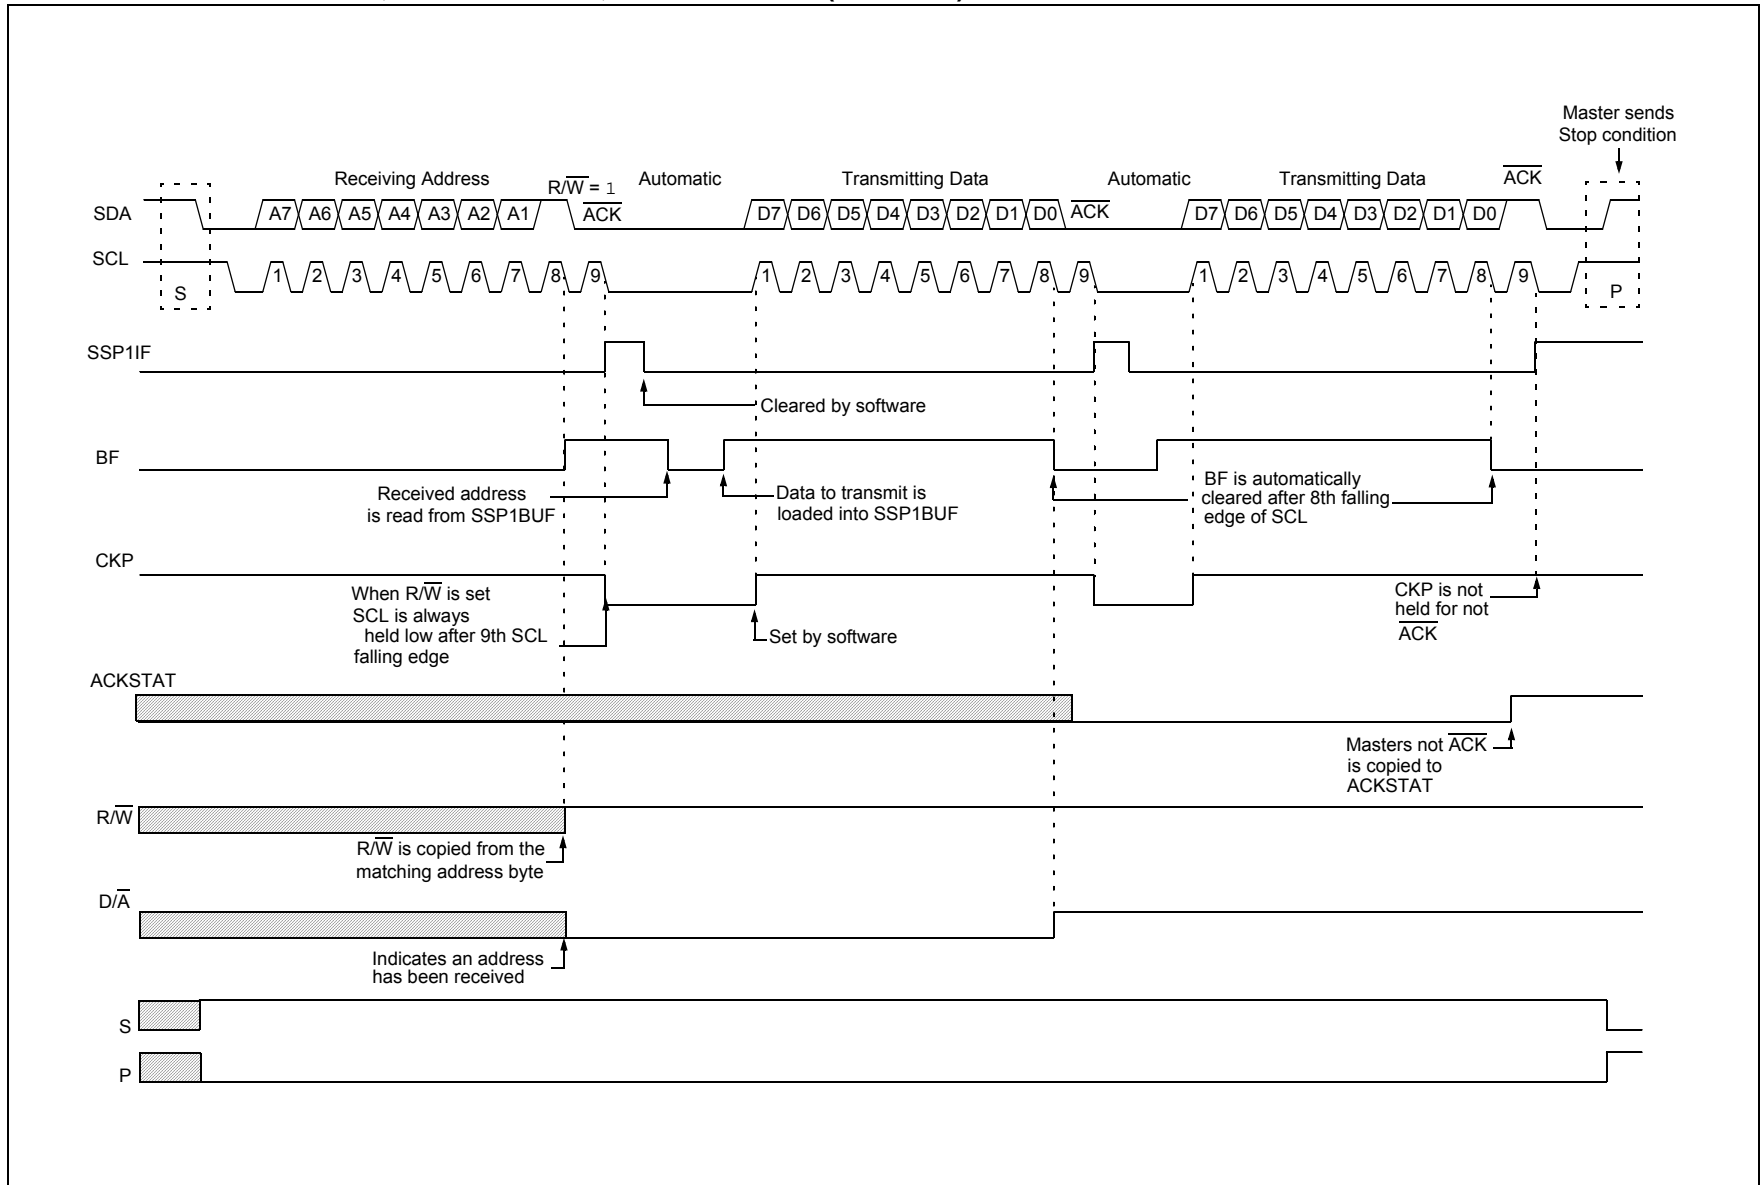 Master sends
Stop condition
Receiving Address
R/W̅ = 1
Automatic
Transmitting Data
Automatic
Transmitting Data
A̅C̅K̅
SDA
A7 A6 A5 A4 A3 A2 A1
A̅C̅K̅
D7 D6 D5 D4 D3 D2 D1 D0
A̅C̅K̅
D7 D6 D5 D4 D3 D2 D1 D0
SCL
S
1 2 3 4 5 6 7 8 9
1 2 3 4 5 6 7 8 9
1 2 3 4 5 6 7 8 9
P
SSP1IF
Cleared by software
BF
Received address
is read from SSP1BUF
Data to transmit is
loaded into SSP1BUF
BF is automatically
cleared after 8th falling
edge of SCL
CKP
When R/W̅ is set
SCL is always
held low after 9th SCL
falling edge
Set by software
CKP is not
held for not
A̅C̅K̅
ACKSTAT
Masters not A̅C̅K̅
is copied to
ACKSTAT
R/W̅
R/W̅ is copied from the
matching address byte
D/A̅
Indicates an address
has been received
S
P